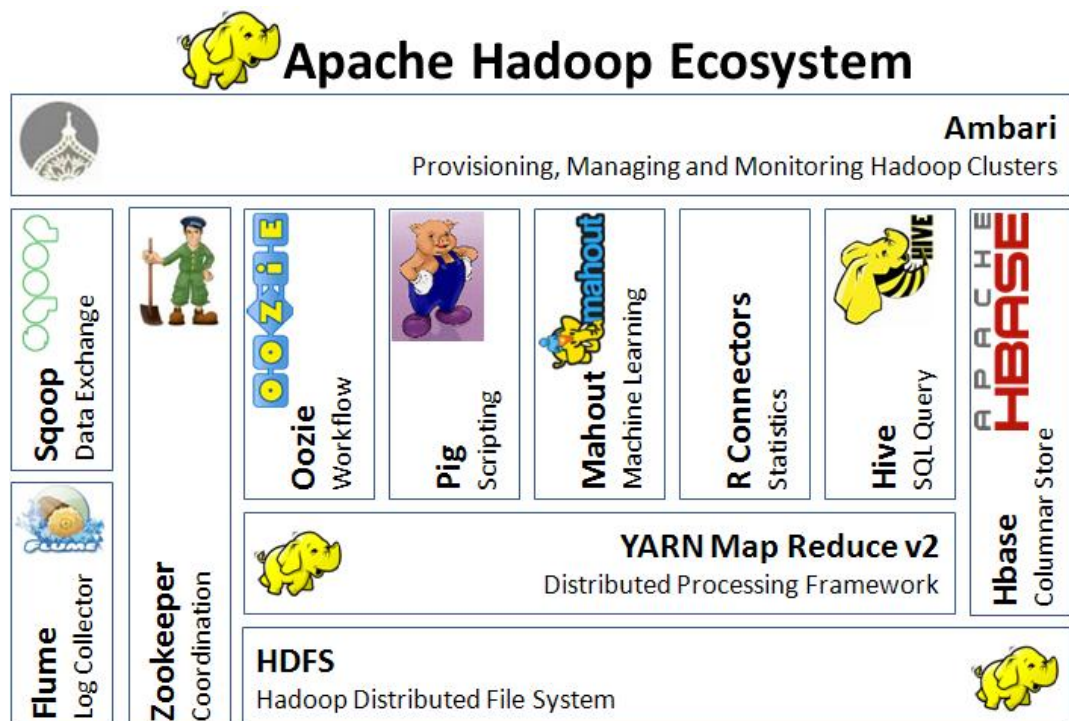 Apache Hadoop Ecosystem
Ambari
Provisioning, Managing and Monitoring Hadoop Clusters
sqoop
Sqoop
Data Exchange
FLUME
Flume
Log Collector
Zookeeper
Coordination
OOZIE
Oozie
Workflow
Pig
Scripting
mahout
Mahout
Machine Learning
R Connectors
Statistics
HIVE
Hive
SQL Query
APACHE
HBASE
Hbase
Columnar Store
YARN Map Reduce v2
Distributed Processing Framework
HDFS
Hadoop Distributed File System